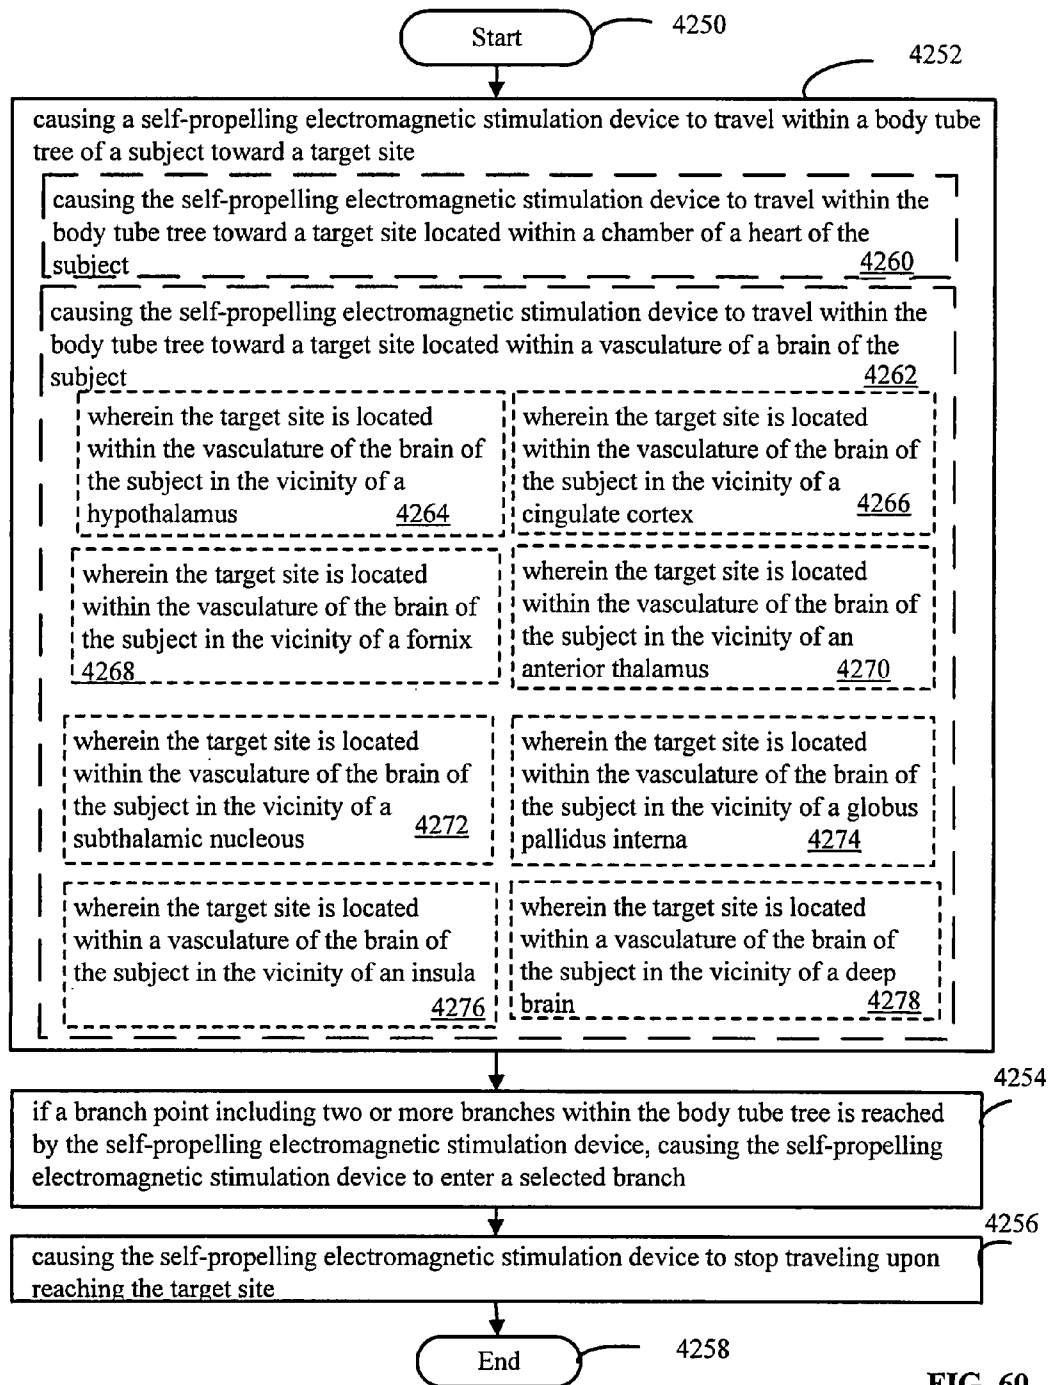 Start
4250
4252
causing a self-propelling electromagnetic stimulation device to travel within a body tube
tree of a subject toward a target site
causing the self-propelling electromagnetic stimulation device to travel within the
body tube tree toward a target site located within a chamber of a heart of the
subject
4260
causing the self-propelling electromagnetic stimulation device to travel within the
body tube tree toward a target site located within a vasculature of a brain of the
subject
4262
wherein the target site is located
within the vasculature of the brain of
the subject in the vicinity of a
hypothalamus
4264
wherein the target site is located
within the vasculature of the brain of
the subject in the vicinity of a
cingulate cortex
4266
wherein the target site is located
within the vasculature of the brain of
the subject in the vicinity of a fornix
4268
wherein the target site is located
within the vasculature of the brain of
the subject in the vicinity of an
anterior thalamus
4270
wherein the target site is located
within the vasculature of the brain of
the subject in the vicinity of a
subthalamic nucleous
4272
wherein the target site is located
within the vasculature of the brain of
the subject in the vicinity of a globus
pallidus interna
4274
wherein the target site is located
within a vasculature of the brain of
the subject in the vicinity of an insula
4276
wherein the target site is located
within a vasculature of the brain of
the subject in the vicinity of a deep
brain
4278
4254
if a branch point including two or more branches within the body tube tree is reached
by the self-propelling electromagnetic stimulation device, causing the self-propelling
electromagnetic stimulation device to enter a selected branch
4256
causing the self-propelling electromagnetic stimulation device to stop traveling upon
reaching the target site
End
4258
FIG. 60